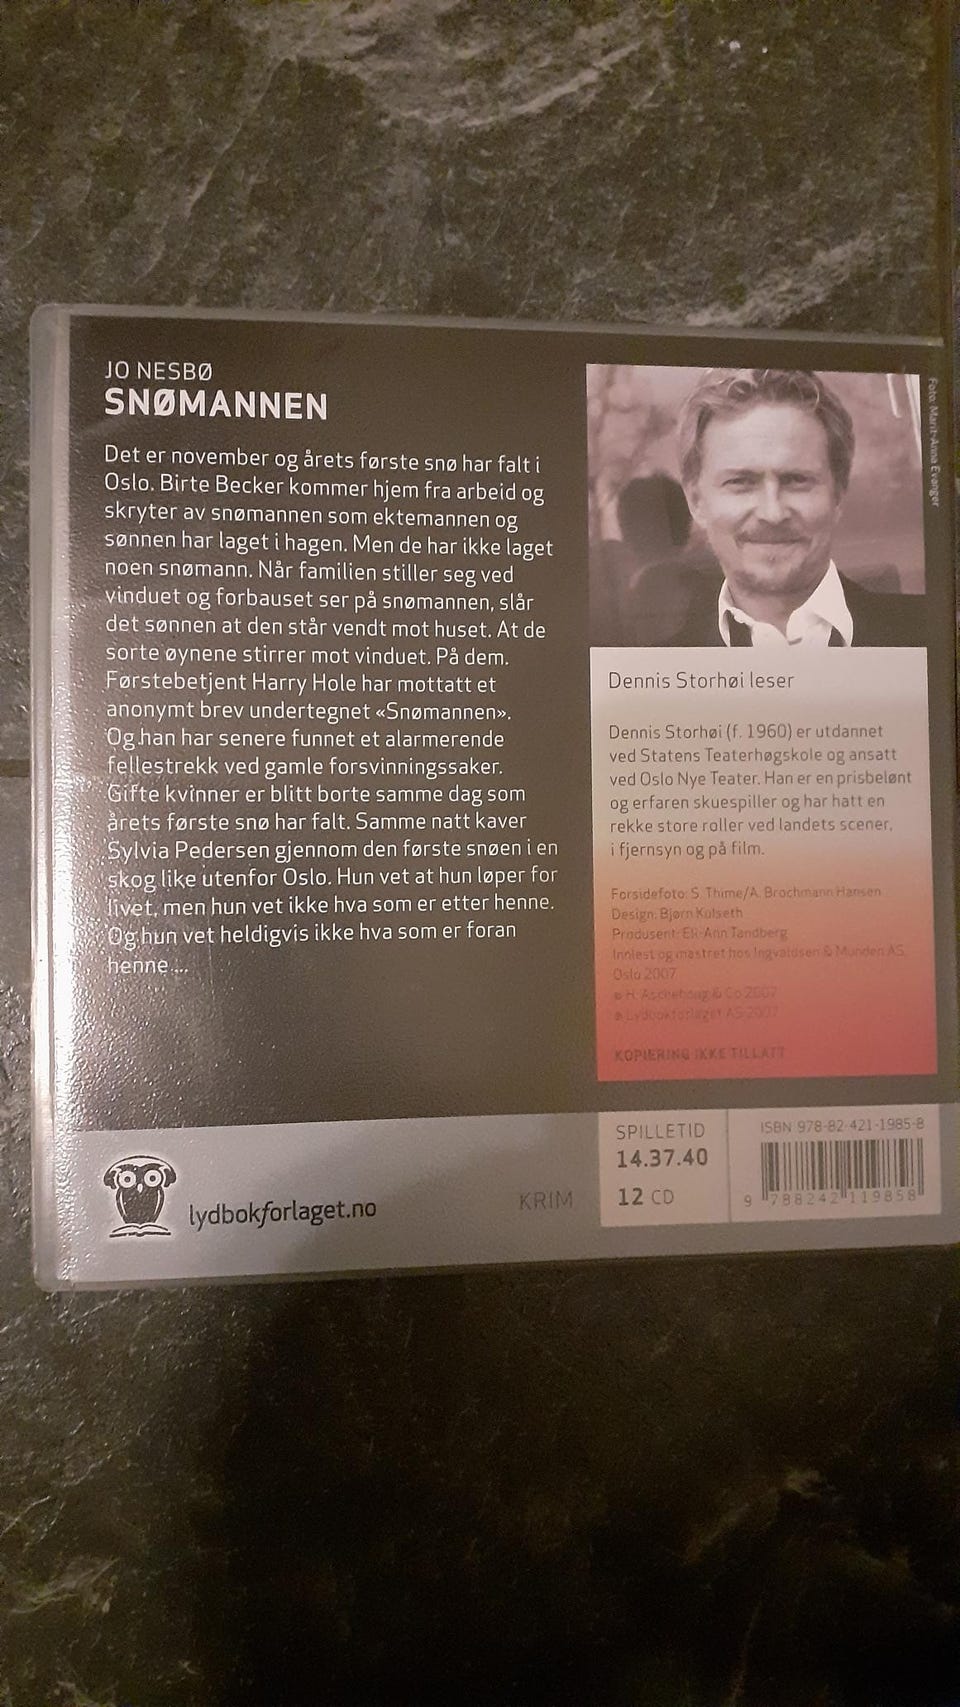 JO NESBØ
SNØMANNEN
Det er november og årets første snø har falt i
Oslo. Birte Becker kommer hjem fra arbeid og
skryter av snømannen som ektemannen og
sønnen har laget i hagen. Men de har ikke laget
noen snømann. Når familien stiller seg ved
vinduet og forbauset ser på snømannen, slår
det sønnen at den står vendt mot huset. At de
sorte øynene stirrer mot vinduet. På dem.
Førstebetjent Harry Hole har mottatt et
anonymt brev undertegnet «Snømannen».
Og han har senere funnet et alarmerende
fellestrekk ved gamle forsvinningssaker.
Gifte kvinner er blitt borte samme dag som
årets første snø har falt. Samme natt kaver
Sylvia Pedersen gjennom den første snøen i en
skog like utenfor Oslo. Hun vet at hun løper for
livet, men hun vet ikke hva som er etter henne.
Og hun vet heldigvis ikke hva som er foran
henne....
Foto: Marit-Anna Evanger
Dennis Storhøi leser
Dennis Storhøi (f. 1960) er utdannet
ved Statens Teaterhøgskole og ansatt
ved Oslo Nye Teater. Han er en prisbelønt
og erfaren skuespiller og har hatt en
rekke store roller ved landets scener,
i fjernsyn og på film.
Forsidefoto: S. Thime/A. Brochmann Hansen
Design: Bjørn Kulseth
Produsent: Eli-Ann Tandberg
Innlest og mastret hos Ingvaldsen & Munden AS,
Oslo 2007
H. Aschehoug & Co 2007
Lydbokforlaget AS 2007
KOPIERING IKKE TILLATT
lydbokforlaget.no
KRIM
SPILLETID
14.37.40
12 CD
ISBN 978-82-421-1985-8
9 788242 119858